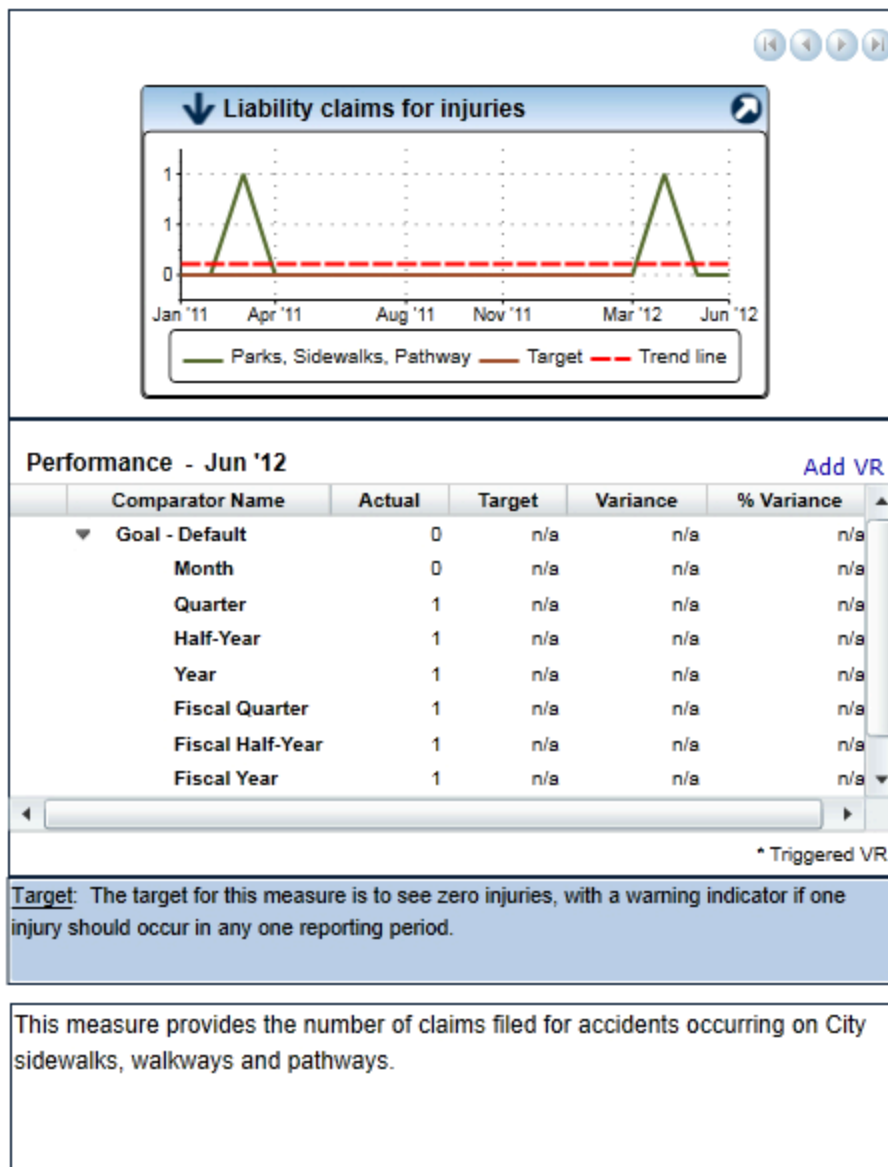 Liability claims for injuries
1
1
0
Jan '11 Apr '11 Aug '11 Nov '11 Mar '12 Jun '12
Parks, Sidewalks, Pathway Target Trend line
Performance - Jun '12
Add VR
Comparator Name Actual Target Variance % Variance
Goal - Default 0 n/a n/a n/a
Month 0 n/a n/a n/a
Quarter 1 n/a n/a n/a
Half-Year 1 n/a n/a n/a
Year 1 n/a n/a n/a
Fiscal Quarter 1 n/a n/a n/a
Fiscal Half-Year 1 n/a n/a n/a
Fiscal Year 1 n/a n/a n/a
* Triggered VR
Target: The target for this measure is to see zero injuries, with a warning indicator if one
injury should occur in any one reporting period.
This measure provides the number of claims filed for accidents occurring on City
sidewalks, walkways and pathways.